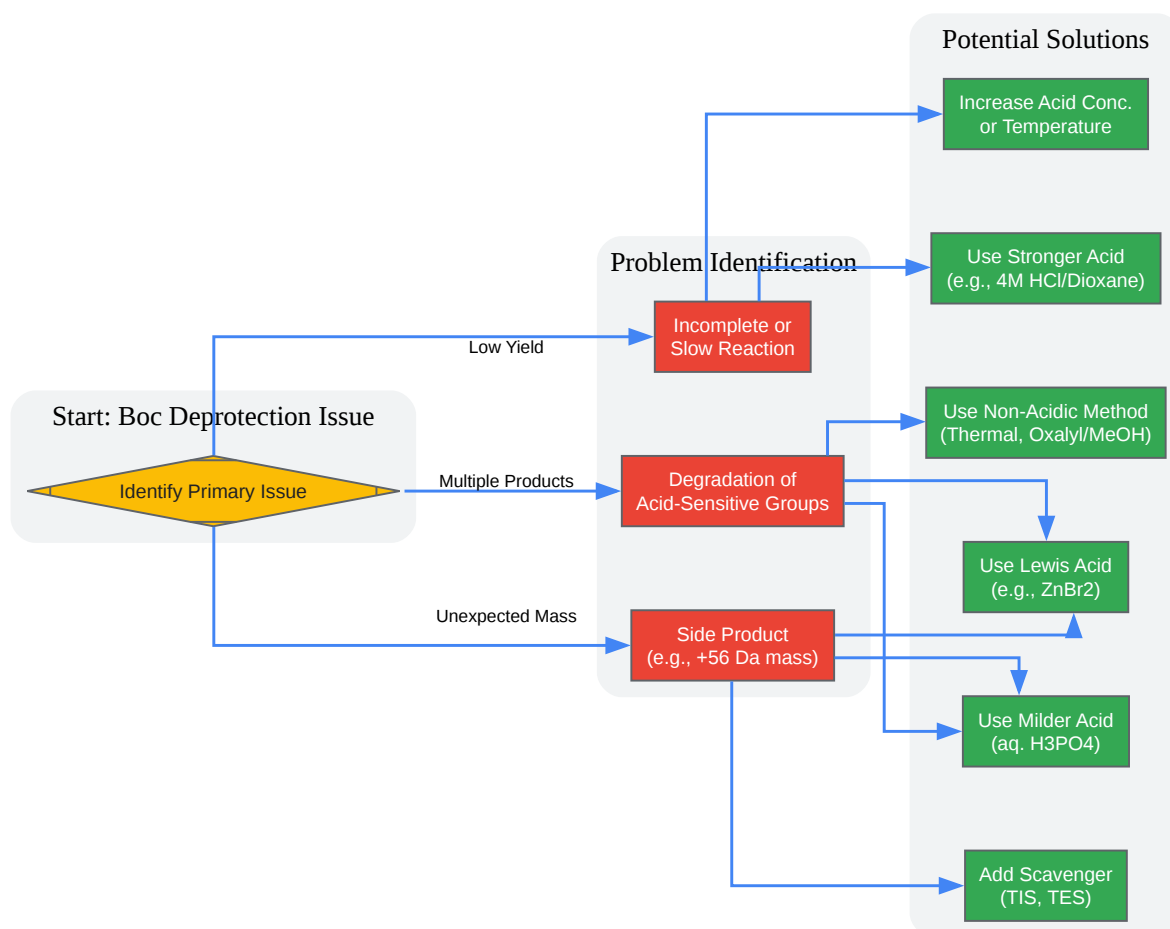 Potential Solutions
Increase Acid Conc.
or Temperature
Use Stronger Acid
(e.g., 4M HCl/Dioxane)
Problem Identification
Incomplete or
Slow Reaction
Low Yield
Start: Boc Deprotection Issue
Use Non-Acidic Method
(Thermal, Oxalyl/MeOH)
Identify Primary Issue
Multiple Products
Degradation of
Acid-Sensitive Groups
Use Lewis Acid
(e.g., ZnBr2)
Unexpected Mass
Side Product
(e.g., +56 Da mass)
Use Milder Acid
(aq. H3PO4)
Add Scavenger
(TIS, TES)